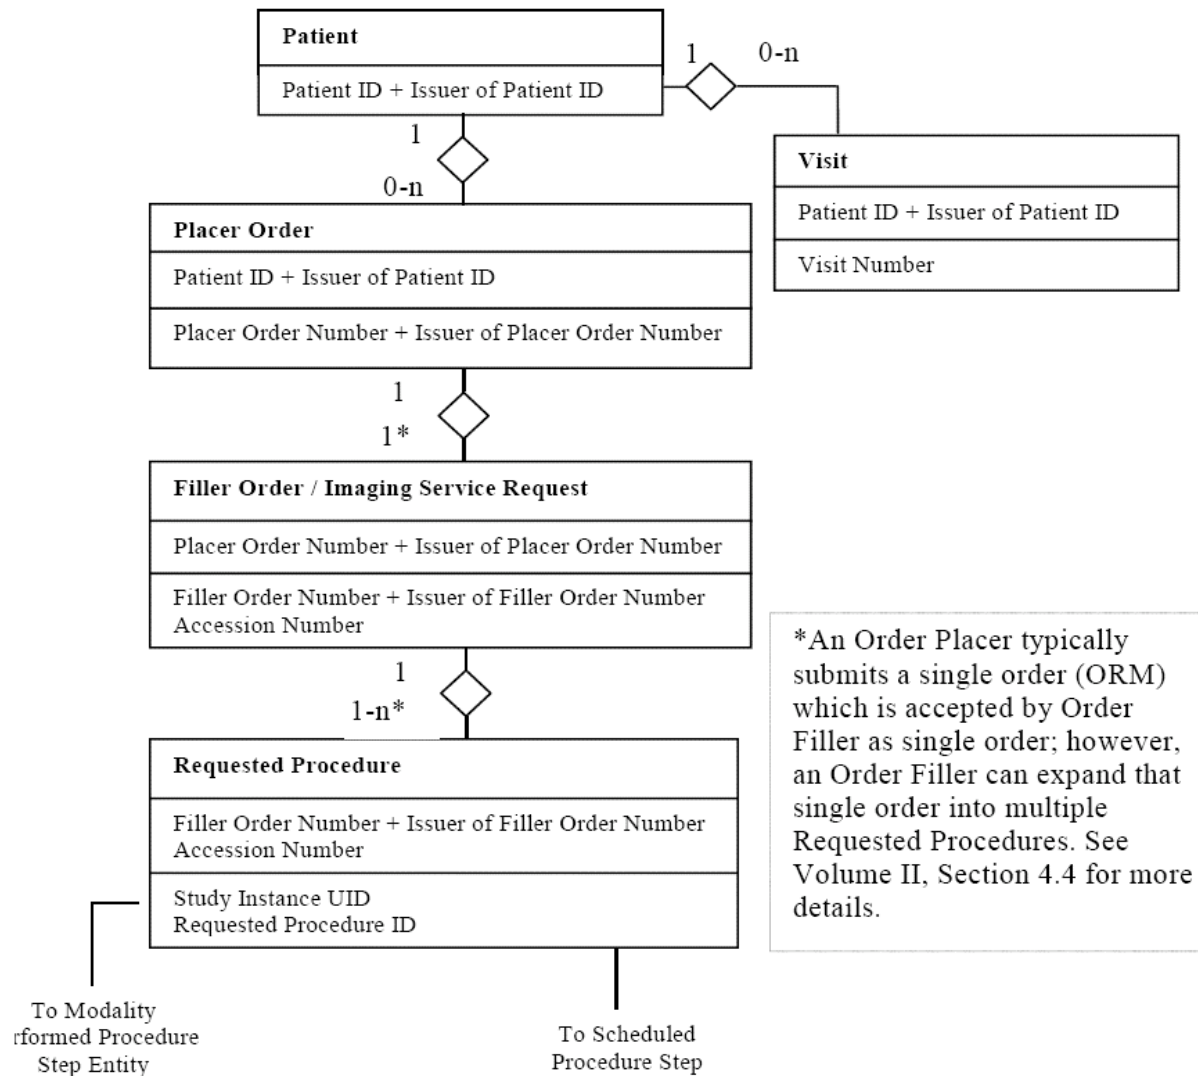 Patient
Patient ID + Issuer of Patient ID
1
0-n
1
0-n
Visit
Patient ID + Issuer of Patient ID
Visit Number
Placer Order
Patient ID + Issuer of Patient ID
Placer Order Number + Issuer of Placer Order Number
1
1*
Filler Order / Imaging Service Request
Placer Order Number + Issuer of Placer Order Number
Filler Order Number + Issuer of Filler Order Number
Accession Number
1
1-n*
Requested Procedure
Filler Order Number + Issuer of Filler Order Number
Accession Number
Study Instance UID
Requested Procedure ID
*An Order Placer typically
submits a single order (ORM)
which is accepted by Order
Filler as single order; however,
an Order Filler can expand that
single order into multiple
Requested Procedures. See
Volume II, Section 4.4 for more
details.
To Modality
rformed Procedure
Step Entity
To Scheduled
Procedure Step